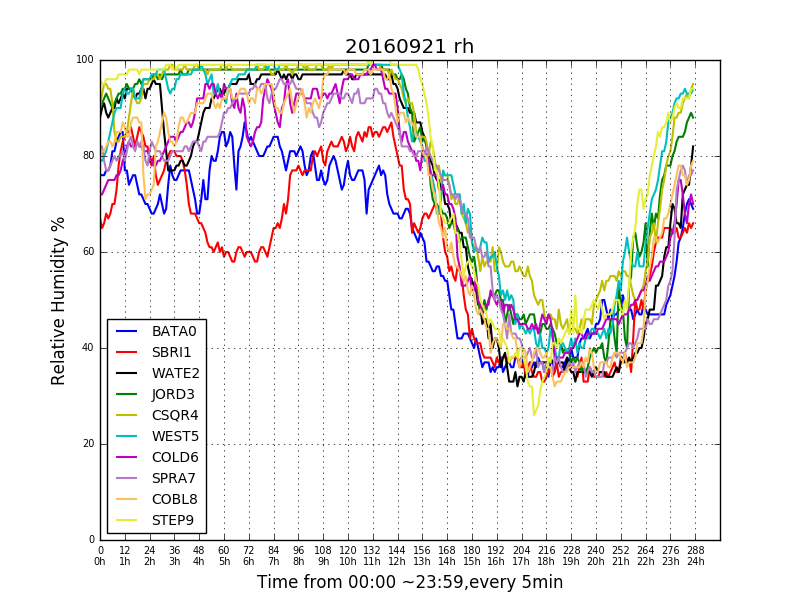 20160921 rh
100
80
60
40
20
0
Relative Humidity %
BATA0
SBRI1
WATE2
JORD3
CSQR4
WEST5
COLD6
SPRA7
COBL8
STEP9
0 12 24 36 48 60 72 84 96 108 120 132 144 156 168 180 192 204 216 228 240 252 264 276 288
0h 1h 2h 3h 4h 5h 6h 7h 8h 9h 10h 11h 12h 13h 14h 15h 16h 17h 18h 19h 20h 21h 22h 23h 24h
Time from 00:00 ~23:59,every 5min